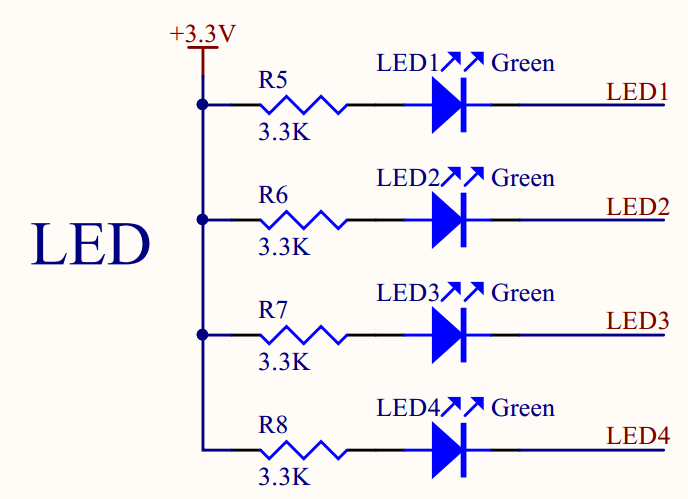 +3.3V
LED1 Green
R5
LED1
3.3K
LED2 Green
R6
LED2
3.3K
LED
LED3 Green
R7
LED3
3.3K
LED4 Green
R8
LED4
3.3K